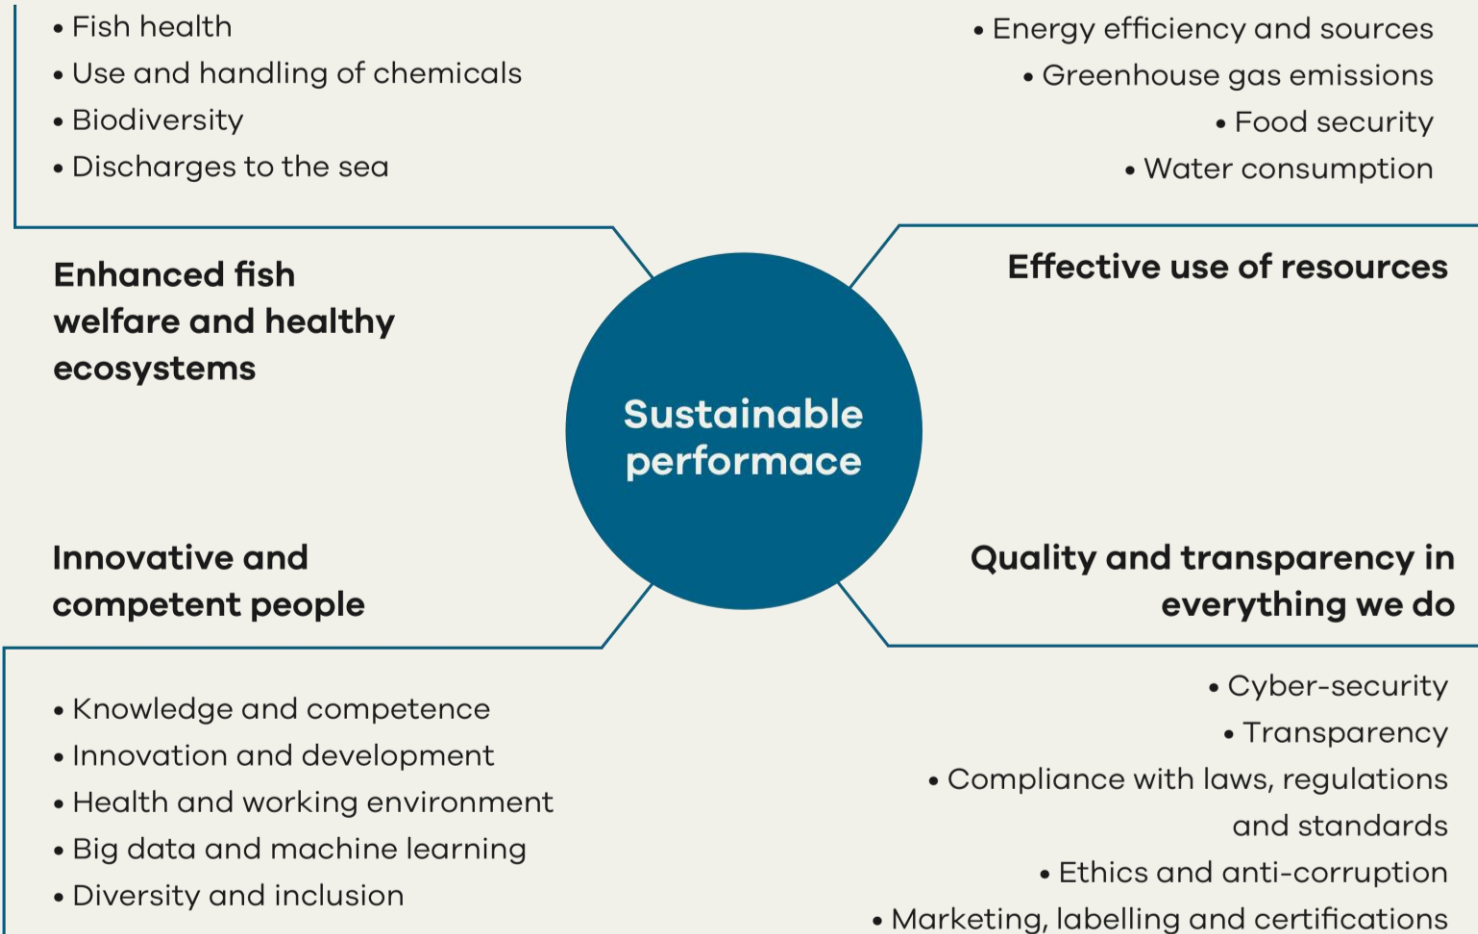 • Fish health
• Use and handling of chemicals
• Biodiversity
• Discharges to the sea
• Energy efficiency and sources
• Greenhouse gas emissions
• Food security
• Water consumption
Enhanced fish
welfare and healthy
ecosystems
Effective use of resources
Sustainable
performace
Innovative and
competent people
Quality and transparency in
everything we do
• Knowledge and competence
• Innovation and development
• Health and working environment
• Big data and machine learning
• Diversity and inclusion
• Cyber-security
• Transparency
• Compliance with laws, regulations
and standards
• Ethics and anti-corruption
• Marketing, labelling and certifications